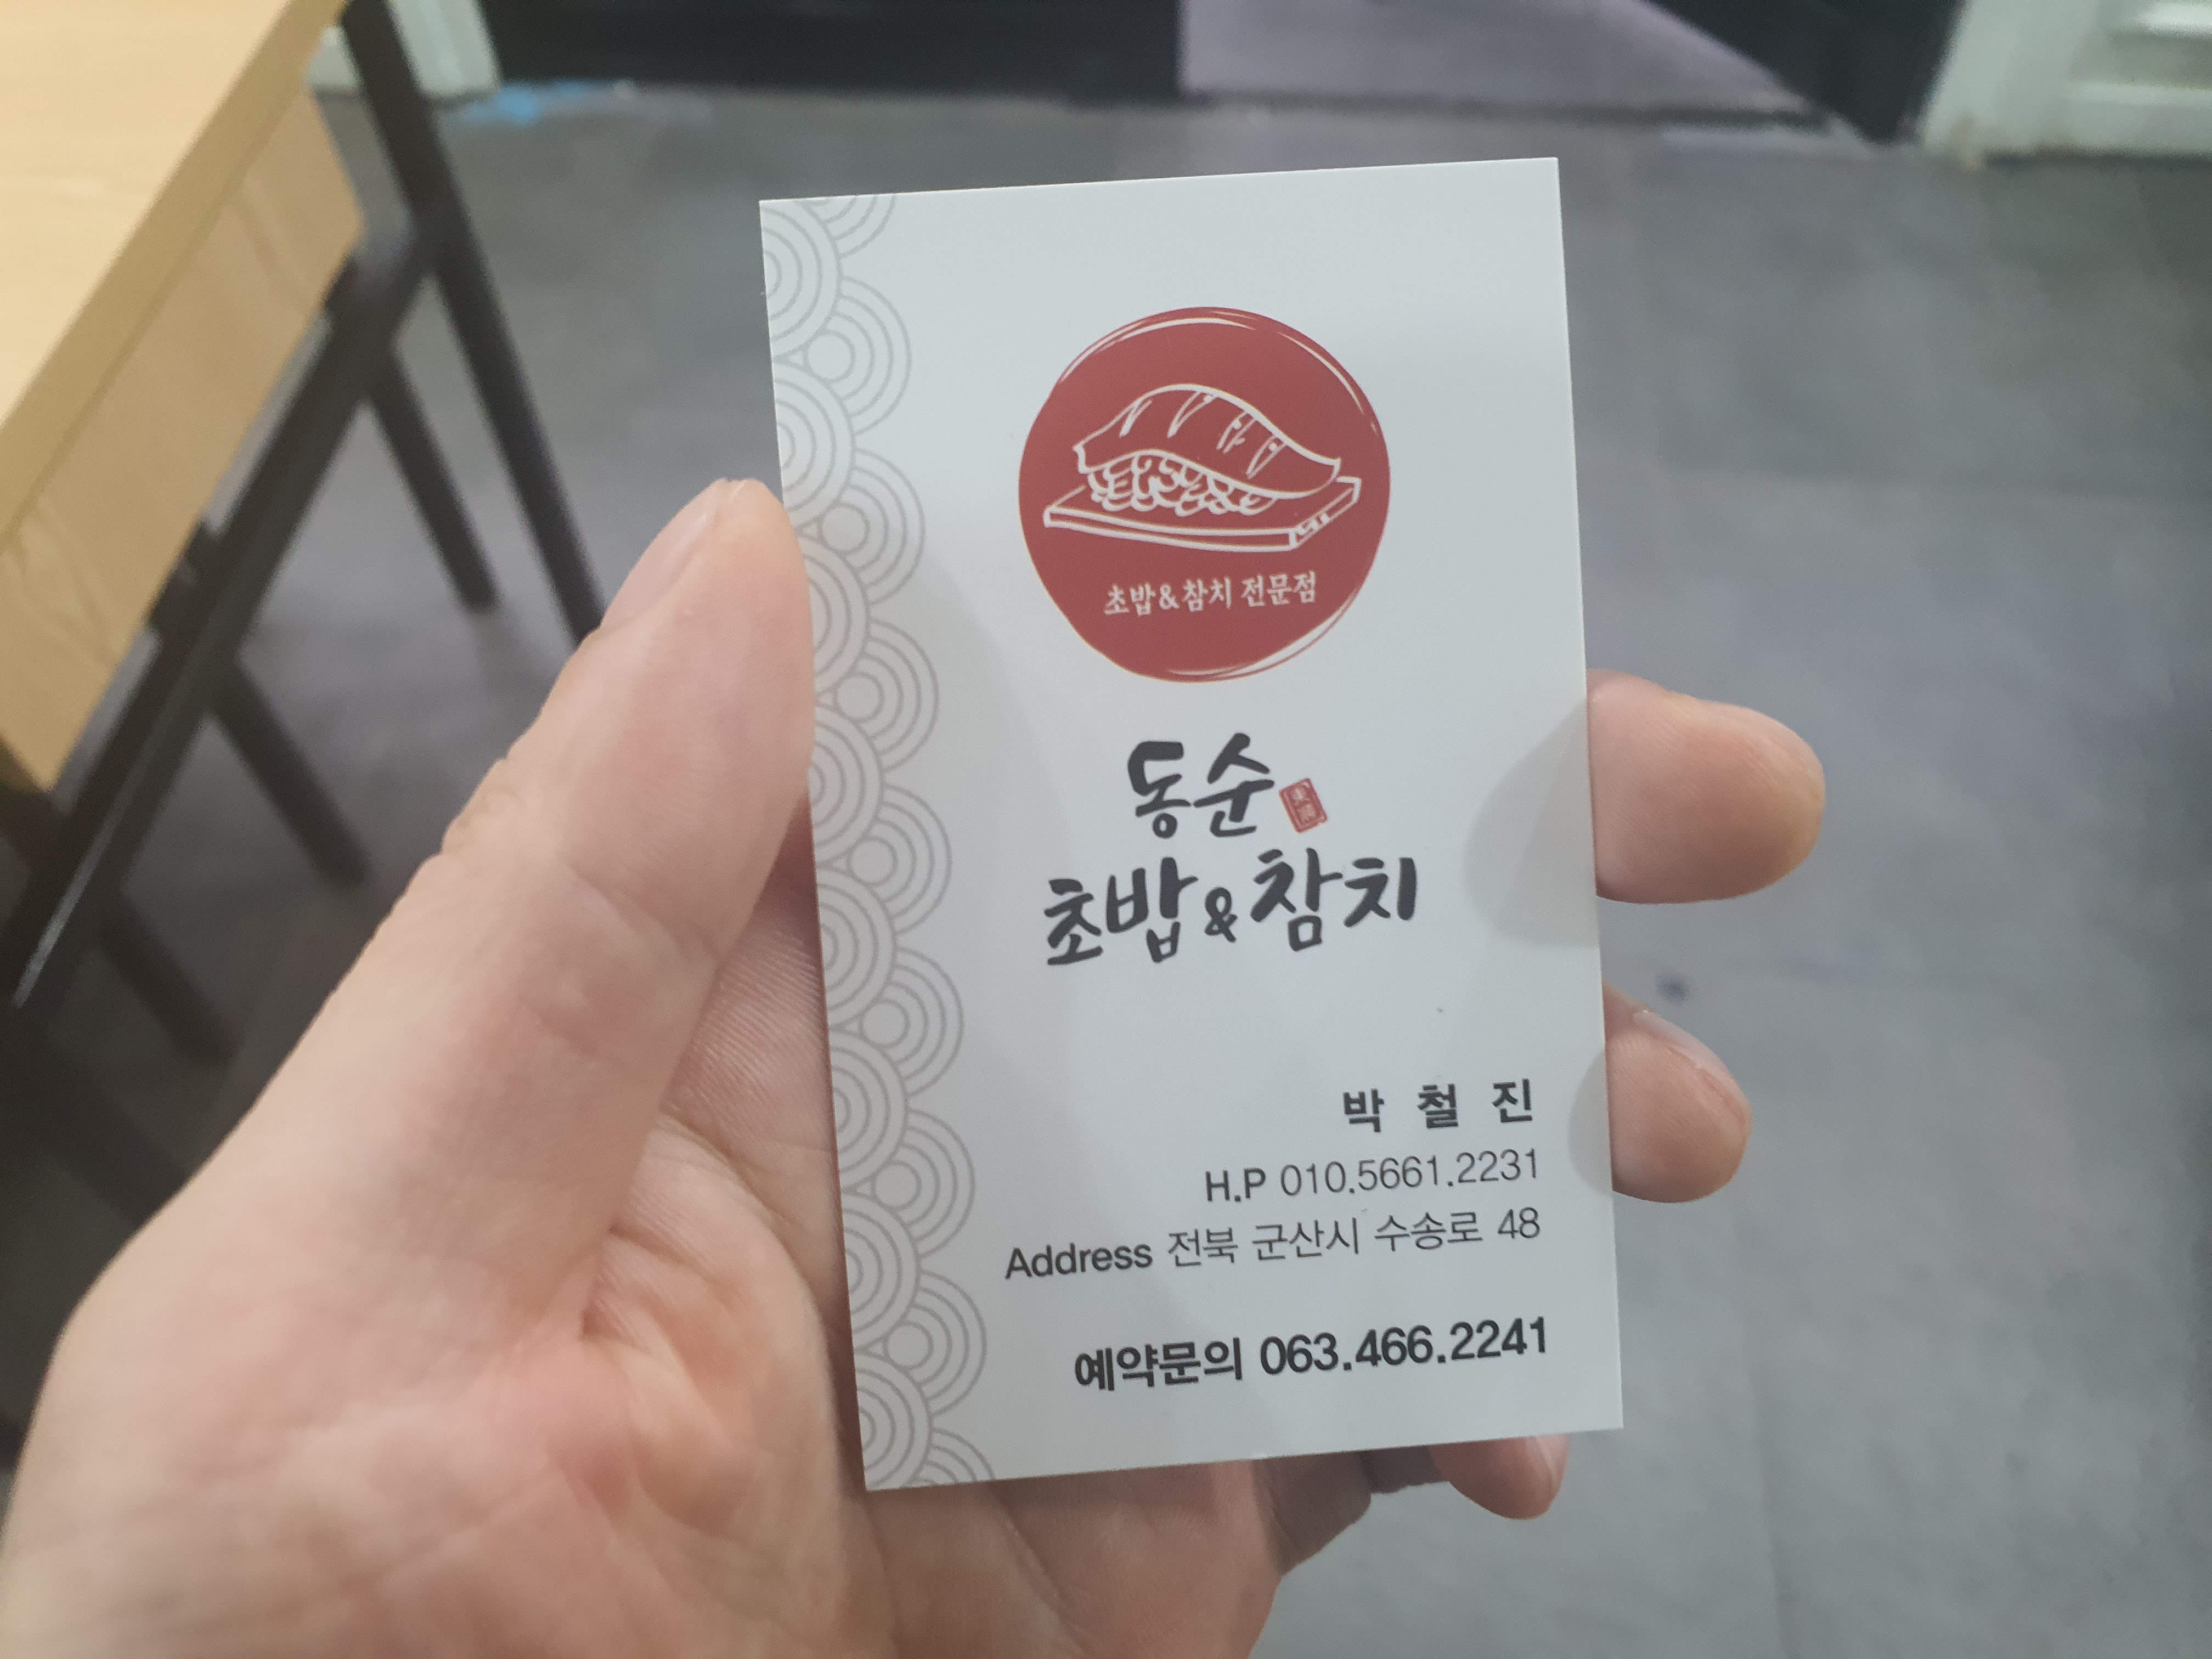 초밥&참치 전문점
동순
초밥&참치
박 철 진
H.P 010.5661.2231
Address 전북 군산시 수송로 48
예약문의 063.466.2241